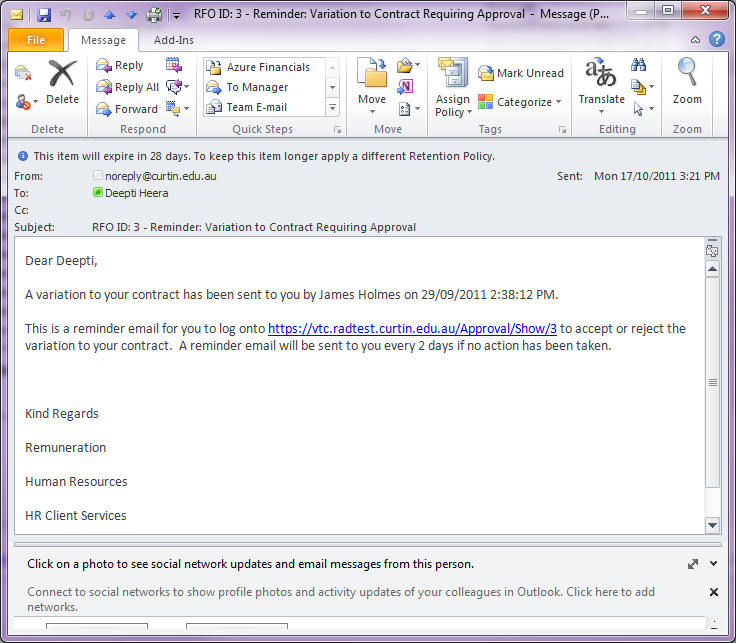 RFO ID: 3 - Reminder: Variation to Contract Requiring Approval - Message (P...
File Message Add-Ins
Delete
Reply
Reply All
Forward
Azure Financials
To Manager
Team E-mail
Move
Assign Policy
Mark Unread
Categorize
Translate
Zoom
Delete Respond Quick Steps Move Tags Editing Zoom
This item will expire in 28 days. To keep this item longer apply a different Retention Policy.
From: noreply@curtin.edu.au Sent: Mon 17/10/2011 3:21 PM
To: Deepti Heera
Cc:
Subject: RFO ID: 3 - Reminder: Variation to Contract Requiring Approval
Dear Deepti,
A variation to your contract has been sent to you by James Holmes on 29/09/2011 2:38:12 PM.
This is a reminder email for you to log onto https://vtc.radtest.curtin.edu.au/Approval/Show/3 to accept or reject the
variation to your contract. A reminder email will be sent to you every 2 days if no action has been taken.
Kind Regards
Remuneration
Human Resources
HR Client Services
Click on a photo to see social network updates and email messages from this person.
Connect to social networks to show profile photos and activity updates of your colleagues in Outlook. Click here to add
networks.